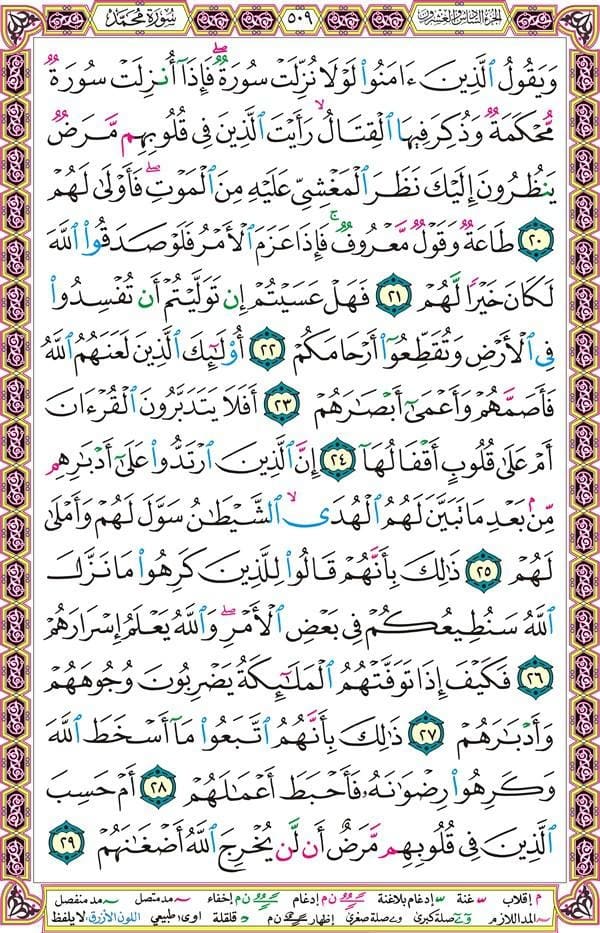 الجزء السادس والعشرون
٥٠٩
سورة محمد
وَيَقُولُ ٱلَّذِينَ ءَامَنُوا۟ لَوْلَا نُزِّلَتْ سُورَةٌ ۖ فَإِذَآ أُنزِلَتْ سُورَةٌ
مُّحْكَمَةٌ وَذُكِرَ فِيهَا ٱلْقِتَالُ ۙ رَأَيْتَ ٱلَّذِينَ فِى قُلُوبِهِم مَّرَضٌ
يَنظُرُونَ إِلَيْكَ نَظَرَ ٱلْمَغْشِىِّ عَلَيْهِ مِنَ ٱلْمَوْتِ ۖ فَأَوْلَىٰ لَهُمْ
٢٠ طَاعَةٌ وَقَوْلٌ مَّعْرُوفٌ ۚ فَإِذَا عَزَمَ ٱلْأَمْرُ فَلَوْ صَدَقُوا۟ ٱللَّهَ
لَكَانَ خَيْرًا لَّهُمْ ٢١ فَهَلْ عَسَيْتُمْ إِن تَوَلَّيْتُمْ أَن تُفْسِدُوا۟
فِى ٱلْأَرْضِ وَتُقَطِّعُوٓا۟ أَرْحَامَكُمْ ٢٢ أُو۟لَـٰٓئِكَ ٱلَّذِينَ لَعَنَهُمُ ٱللَّهُ
فَأَصَمَّهُمْ وَأَعْمَىٰٓ أَبْصَـٰرَهُمْ ٢٣ أَفَلَا يَتَدَبَّرُونَ ٱلْقُرْءَانَ
أَمْ عَلَىٰ قُلُوبٍ أَقْفَالُهَآ ٢٤ إِنَّ ٱلَّذِينَ ٱرْتَدُّوا۟ عَلَىٰٓ أَدْبَـٰرِهِم
مِّنۢ بَعْدِ مَا تَبَيَّنَ لَهُمُ ٱلْهُدَى ۙ ٱلشَّيْطَـٰنُ سَوَّلَ لَهُمْ وَأَمْلَىٰ
لَهُمْ ٢٥ ذَٰلِكَ بِأَنَّهُمْ قَالُوا۟ لِلَّذِينَ كَرِهُوا۟ مَا نَزَّلَ
ٱللَّهُ سَنُطِيعُكُمْ فِى بَعْضِ ٱلْأَمْرِ ۖ وَٱللَّهُ يَعْلَمُ إِسْرَارَهُمْ
٢٦ فَكَيْفَ إِذَا تَوَفَّتْهُمُ ٱلْمَلَـٰٓئِكَةُ يَضْرِبُونَ وُجُوهَهُمْ
وَأَدْبَـٰرَهُمْ ٢٧ ذَٰلِكَ بِأَنَّهُمُ ٱتَّبَعُوا۟ مَآ أَسْخَطَ ٱللَّهَ
وَكَرِهُوا۟ رِضْوَٰنَهُۥ فَأَحْبَطَ أَعْمَـٰلَهُمْ ٢٨ أَمْ حَسِبَ
ٱلَّذِينَ فِى قُلُوبِهِم مَّرَضٌ أَن لَّن يُخْرِجَ ٱللَّهُ أَضْغَـٰنَهُمْ ٢٩
م إقلاب غنة إدغام بلاغنة ن م إدغام ن م إخفاء مد متصل مد منفصل
المد اللازم صلة كبرى صلة صغرى إظهار ن م قلقلة اوى طبيعي اللون الأزرق لا يلفظ